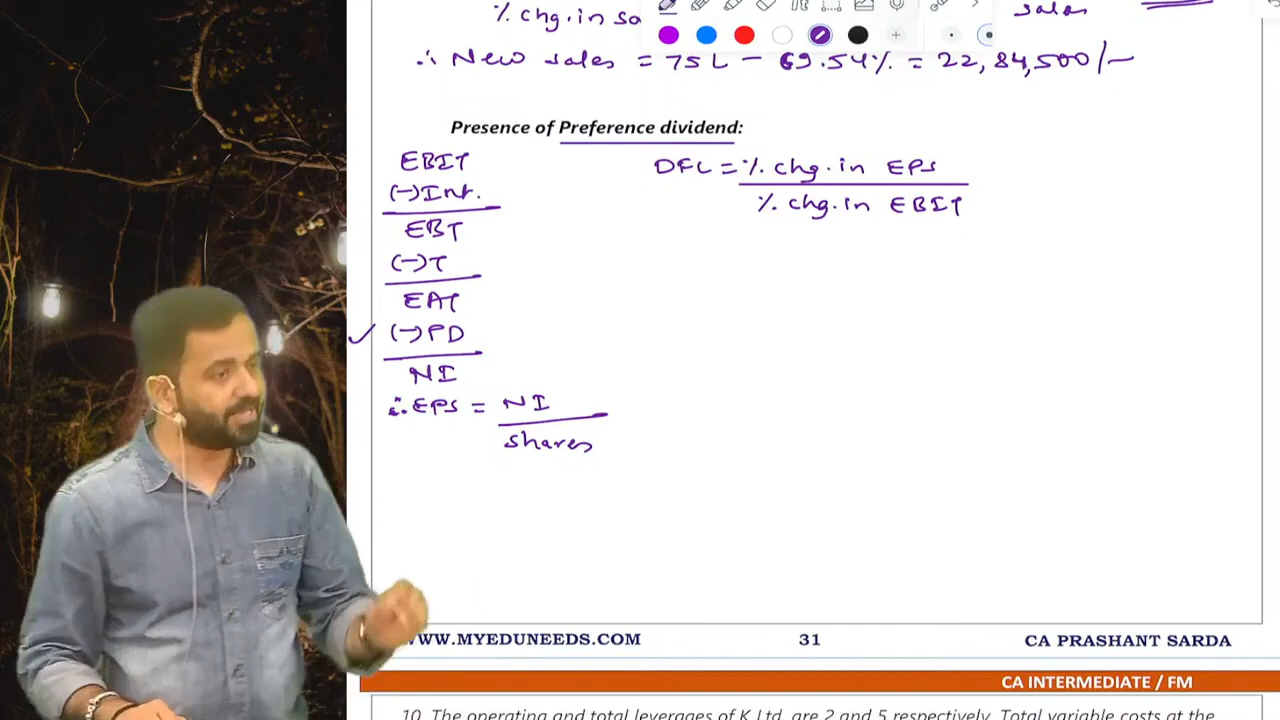 % chg.in sa
sales
∴ New sales = 75L - 69.54% = 22,84,500/-
Presence of Preference dividend:
EBIT
(-) Int.
EBT
(-) T
EAT
(-) PD
NI
∴ EPS = NI
shares
DFL = % chg.in EPS
% chg.in EBIT
WWW.MYEDUNEEDS.COM 31 CA PRASHANT SARDA
CA INTERMEDIATE / FM
10. The operating and total leverages of K Ltd. are 2 and 5 respectively. Total variable costs at the